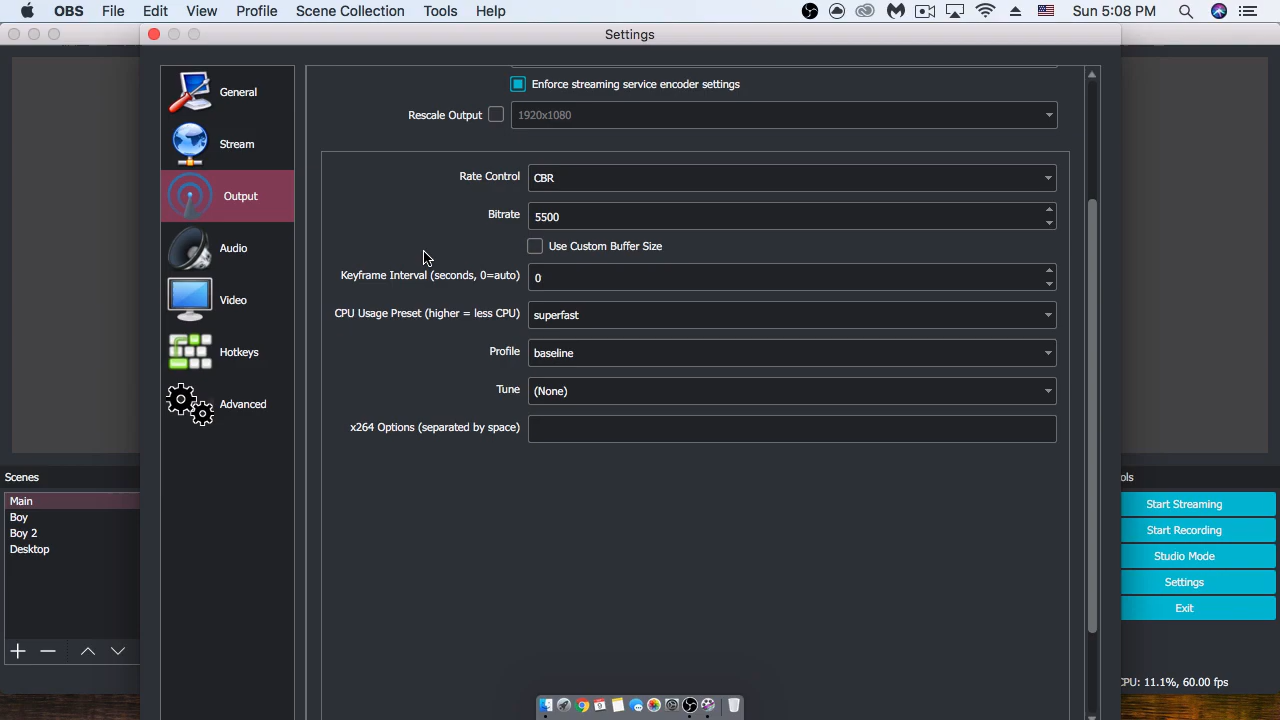 OBS File Edit View Profile Scene Collection Tools Help Sun 5:08 PM
Settings
General
Stream
Output
Audio
Video
Hotkeys
Advanced
Enforce streaming service encoder settings
Rescale Output 1920x1080
Rate Control CBR
Bitrate 5500
Use Custom Buffer Size
Keyframe Interval (seconds, 0=auto) 0
CPU Usage Preset (higher = less CPU) superfast
Profile baseline
Tune (None)
x264 Options (separated by space)
Scenes
Main
Boy
Boy 2
Desktop
ols
Start Streaming
Start Recording
Studio Mode
Settings
Exit
CPU: 11.1%, 60.00 fps